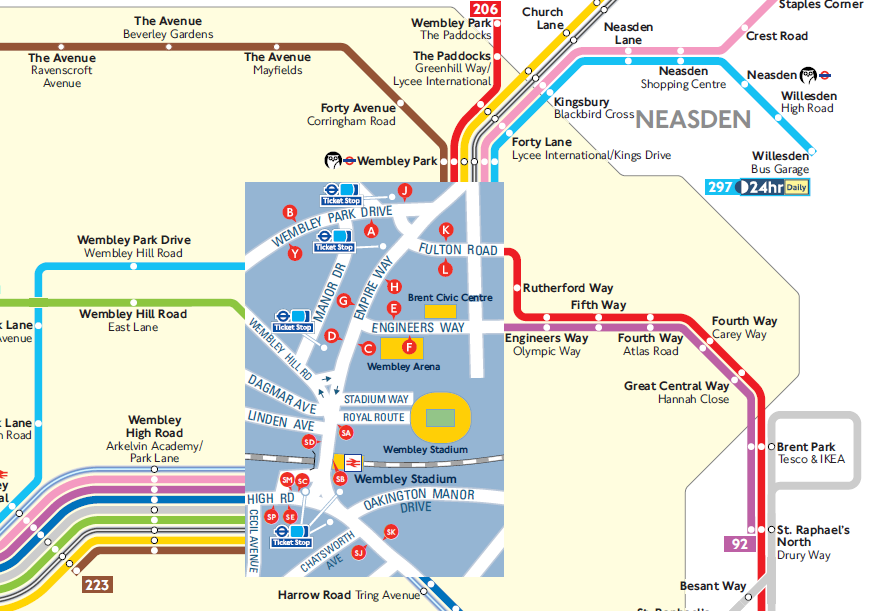 206
Wembley Park
The Paddocks
The Paddocks
Greenhill Way/
Lycee International
Church
Lane
Neasden
Lane
Staples Corner
Crest Road
The Avenue
Beverley Gardens
The Avenue
Ravenscroft
Avenue
The Avenue
Mayfields
Forty Avenue
Corringham Road
Wembley Park
Neasden
Shopping Centre
Neasden
Willesden
High Road
Kingsbury
Blackbird Cross
NEASDEN
Forty Lane
Lycee International/Kings Drive
Willesden
Bus Garage
297 24hr Daily
Ticket Stop
J
B
WEMBLEY PARK DRIVE
A
K
Y
Ticket Stop
FULTON ROAD
L
MANOR DR
EMPIRE WAY
H
G
E
Brent Civic Centre
Ticket Stop
WEMBLEY HILL RD
ENGINEERS WAY
D
C
F
Wembley Arena
DAGMAR AVE
STADIUM WAY
LINDEN AVE
ROYAL ROUTE
SA
SD
Wembley Stadium
SB
Wembley Stadium
SM
SC
HIGH RD
OAKINGTON MANOR
DRIVE
SP
SE
CECIL AVENUE
Ticket Stop
SK
CHATSWORTH
AVE
SJ
Wembley Park Drive
Wembley Hill Road
Wembley Hill Road
East Lane
k Lane
Avenue
k Lane
n Road
Wembley
High Road
Arkelvin Academy/
Park Lane
ey
al
223
Harrow Road Tring Avenue
Rutherford Way
Fifth Way
Engineers Way
Olympic Way
Fourth Way
Atlas Road
Fourth Way
Carey Way
Great Central Way
Hannah Close
Brent Park
Tesco & IKEA
92
St. Raphael's
North
Drury Way
Besant Way